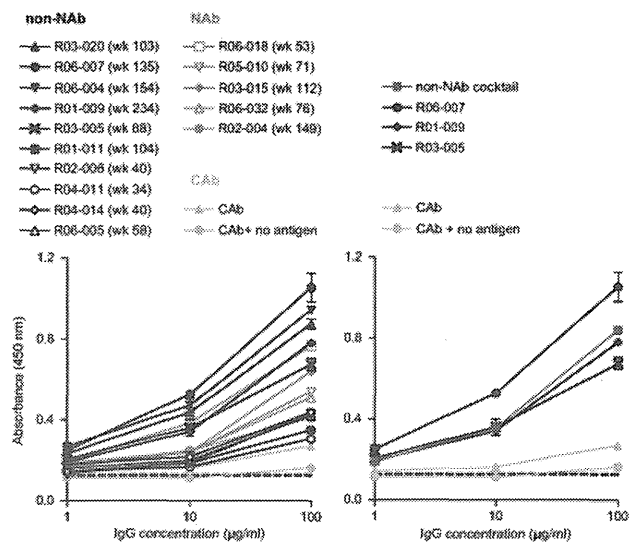 non-NAb
R03-020 (wk 103)
R06-007 (wk 135)
R06-004 (wk 154)
R01-009 (wk 234)
R03-005 (wk 88)
R01-011 (wk 104)
R02-006 (wk 40)
R04-011 (wk 34)
R04-014 (wk 40)
R06-005 (wk 58)
NAb
R06-018 (wk 53)
R05-010 (wk 71)
R03-015 (wk 112)
R06-032 (wk 76)
R02-004 (wk 149)
CAb
CAb
CAb+ no antigen
non-NAb cocktail
R06-007
R01-009
R03-005
CAb
CAb + no antigen
Absorbance (450 nm)
1.2
0.8
0.4
0.0
1
10
100
IgG concentration (µg/ml)
1.2
0.8
0.4
0.0
1
10
100
IgG concentration (µg/ml)